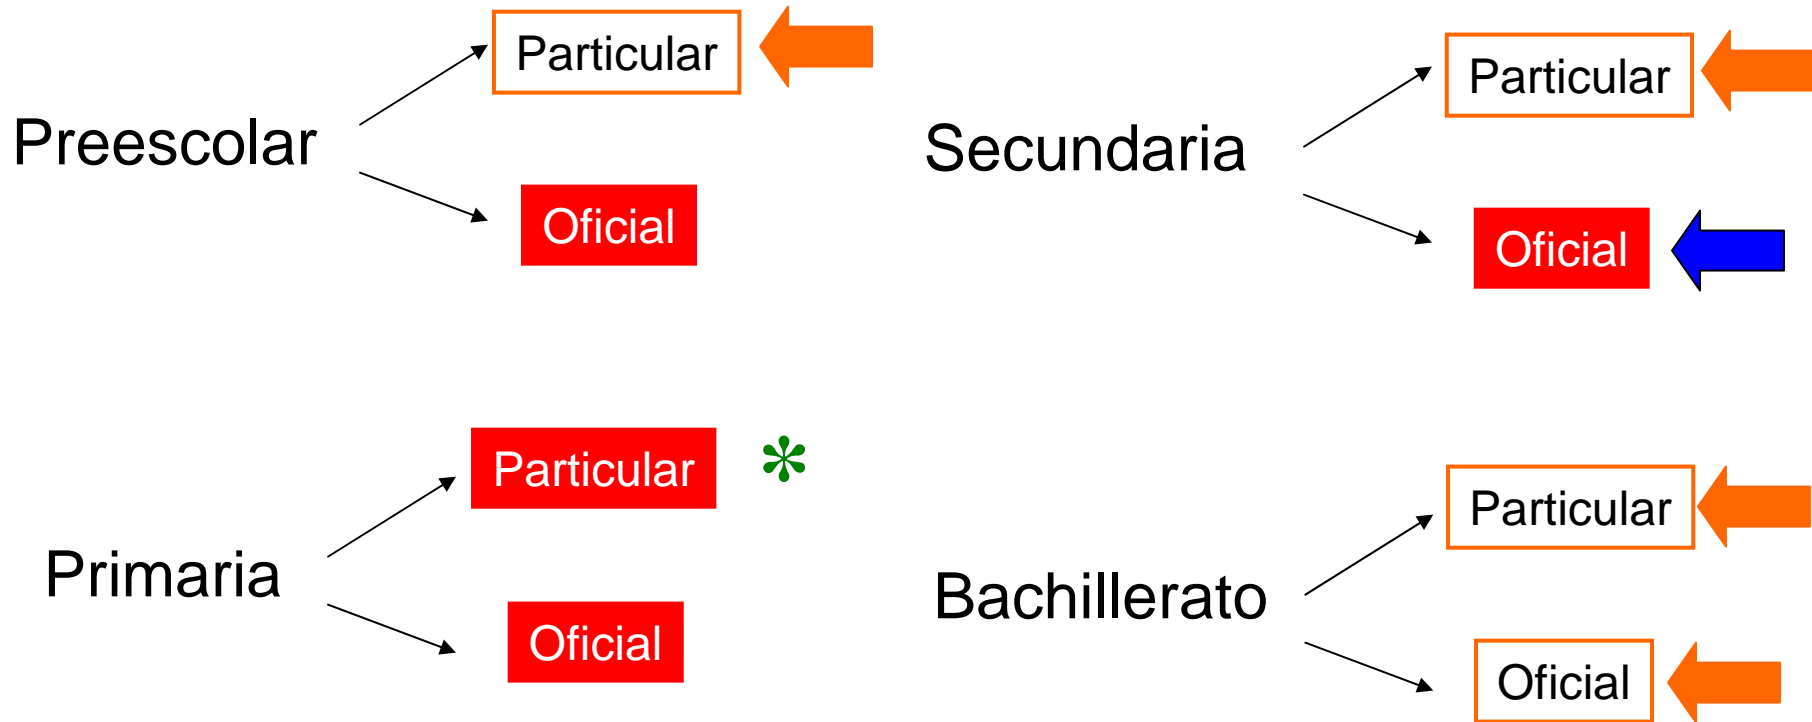 Preescolar
Particular
Oficial
Secundaria
Particular
Oficial
Primaria
Particular
*
Oficial
Bachillerato
Particular
Oficial